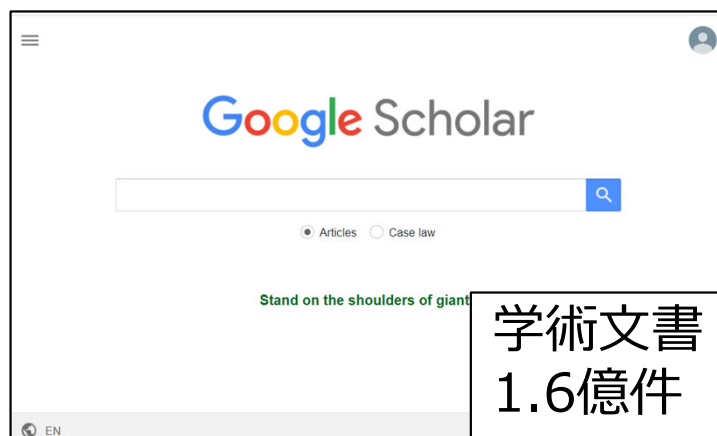 Google Scholar
Articles
Case law
Stand on the shoulders of giant
学術文書
1.6億件
EN